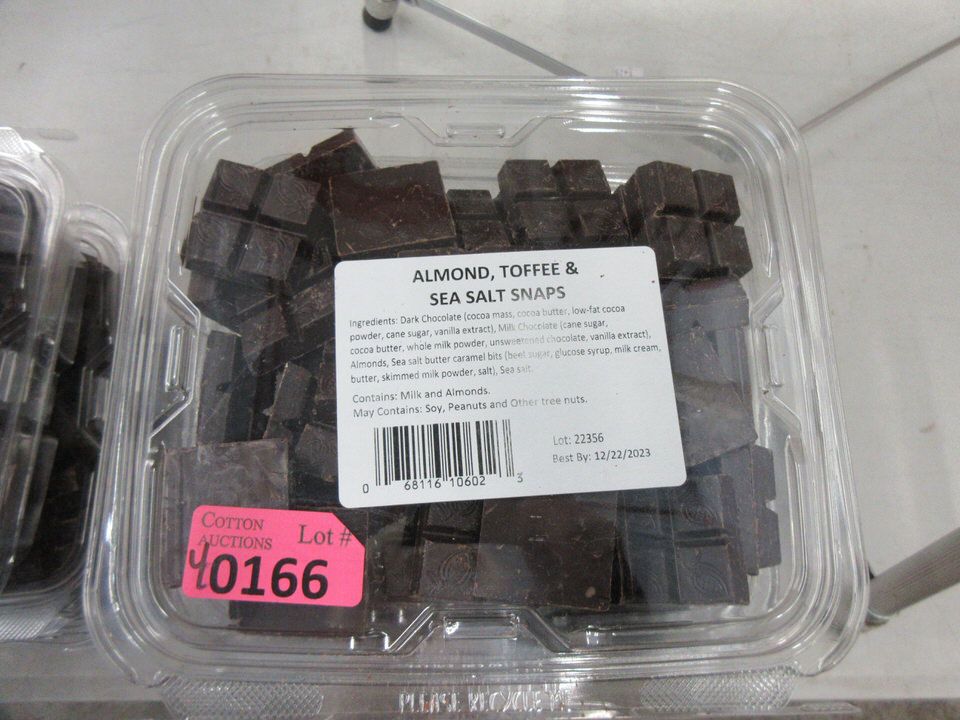 ALMOND, TOFFEE &
SEA SALT SNAPS
Ingredients: Dark Chocolate (cocoa mass, cocoa butter, low-fat cocoa
powder, cane sugar, vanilla extract), Milk Chocolate (cane sugar,
cocoa butter, whole milk powder, unsweetened chocolate, vanilla extract),
Almonds, Sea salt butter caramel bits (beet sugar, glucose syrup, milk cream,
butter, skimmed milk powder, salt), Sea salt.
Contains: Milk and Almonds.
May Contains: Soy, Peanuts and Other tree nuts.
0 68116 10602 3
Lot: 22356
Best By: 12/22/2023
COTTON
AUCTIONS Lot #
40166
PLEASE RECYCLE